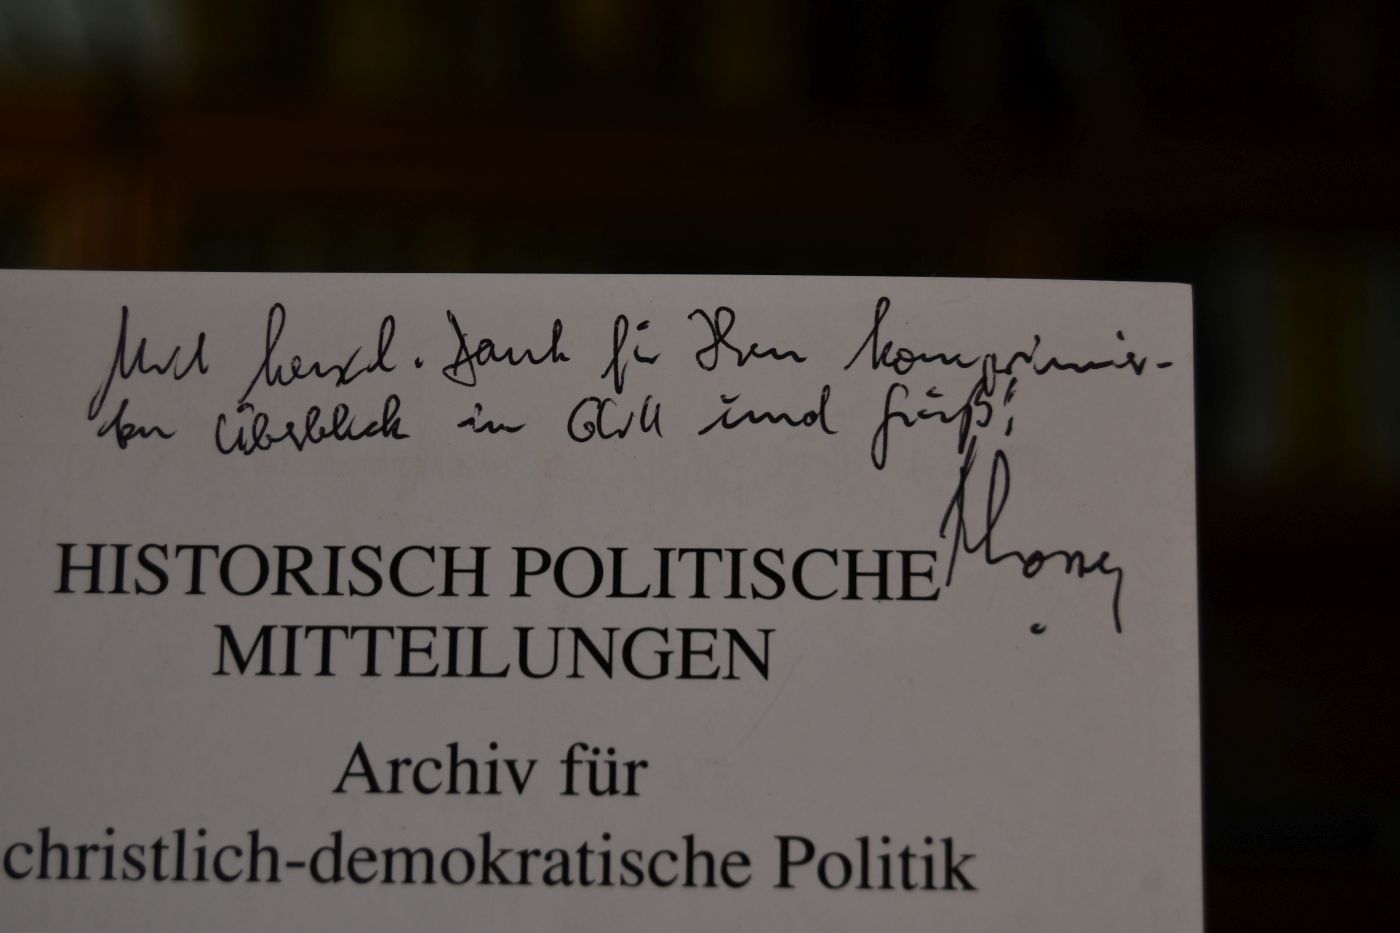 Mit herzl. Dank für Ihren komprimier-
ten Überblick in GWU und Gruß!
HISTORISCH POLITISCHE
MITTEILUNGEN
Archiv für
christlich-demokratische Politik